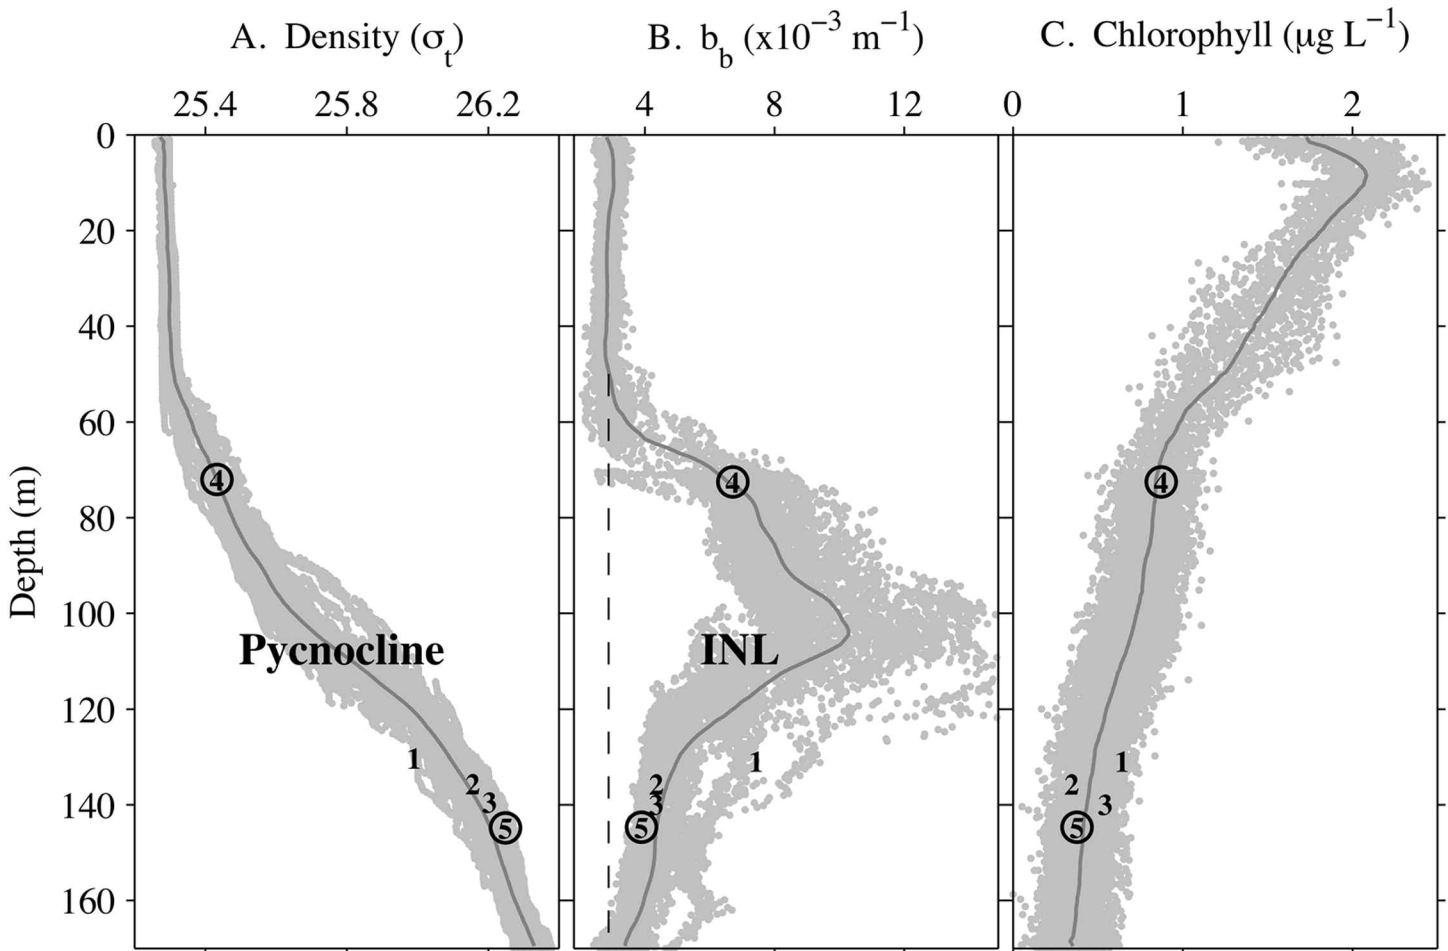 A. Density (σt)
B. bb (x10−3 m−1)
C. Chlorophyll (μg L−1)
25.4 25.8 26.2
4 8 12
0 1 2
Depth (m)
0
20
40
60
80
100
120
140
160
4
Pycnocline
1
2
3
5
4
INL
1
2
3
5
4
1
2
3
5